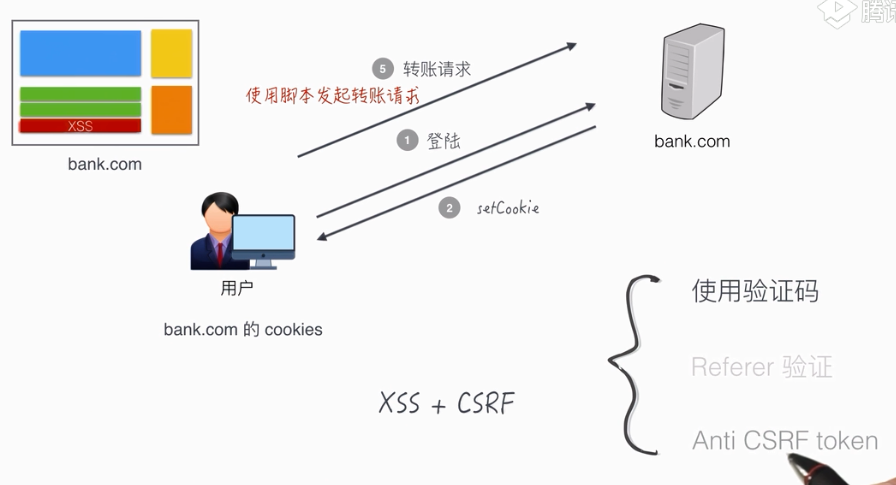 腾讯
XSS
bank.com
5 转账请求
使用脚本发起转账请求
1 登陆
2 setCookie
bank.com
用户
bank.com 的 cookies
XSS + CSRF
使用验证码
Referer 验证
Anti CSRF token